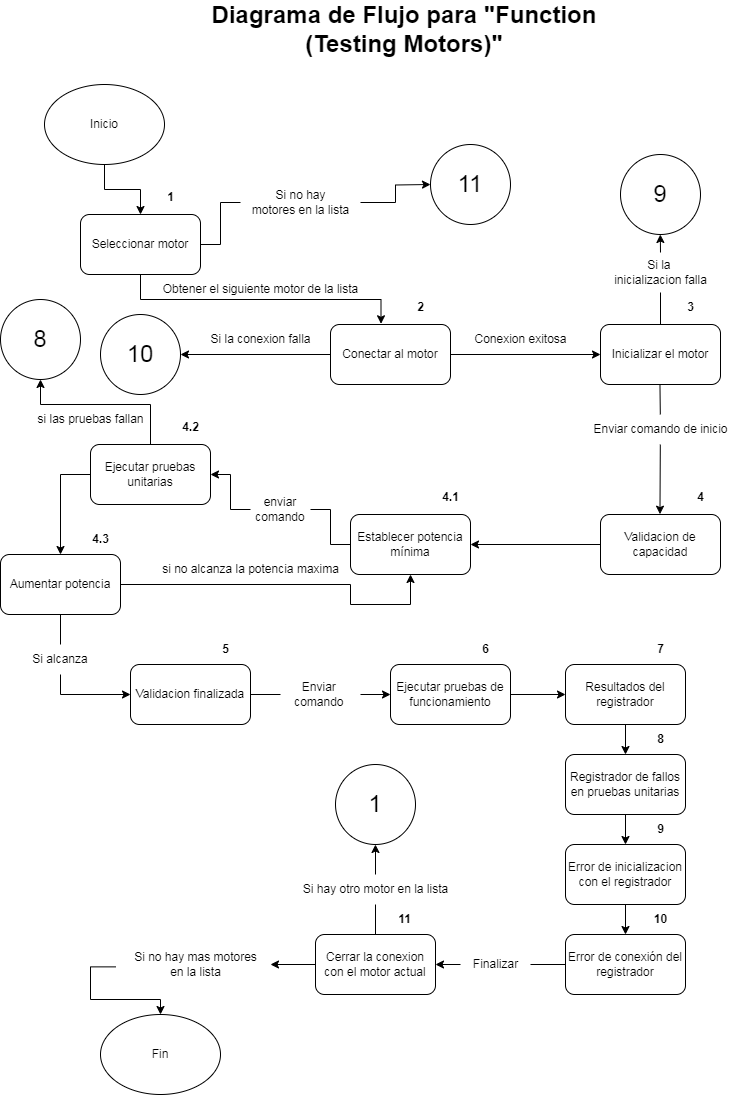 Diagrama de Flujo para "Function
(Testing Motors)"
Inicio
1
Seleccionar motor
Si no hay
motores en la lista
11
9
Si la
inicializacion falla
Obtener el siguiente motor de la lista
2
3
8
10
Si la conexion falla
Conectar al motor
Conexion exitosa
Inicializar el motor
si las pruebas fallan
4.2
Enviar comando de inicio
Ejecutar pruebas
unitarias
enviar
comando
4.1
4
Establecer potencia
mínima
Validacion de
capacidad
4.3
Aumentar potencia
si no alcanza la potencia maxima
Si alcanza
5
6
7
Validacion finalizada
Enviar
comando
Ejecutar pruebas de
funcionamiento
Resultados del
registrador
8
Registrador de fallos
en pruebas unitarias
1
9
Error de inicializacion
con el registrador
Si hay otro motor en la lista
11
10
Si no hay mas motores
en la lista
Cerrar la conexion
con el motor actual
Finalizar
Error de conexión del
registrador
Fin